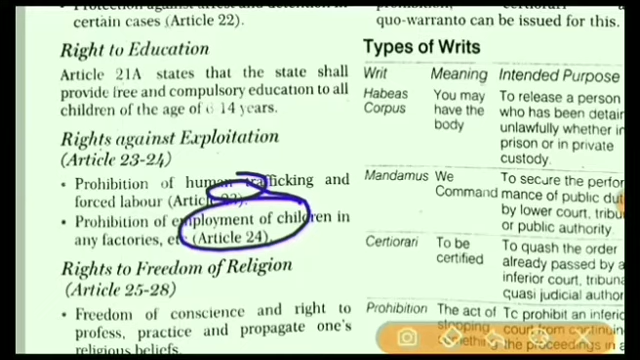 Protection against arrest and detention in
certain cases (Article 22).
Right to Education
Article 21A states that the state shall
provide free and compulsory education to all
children of the age of 6 14 years.
Rights against Exploitation
(Article 23-24)
• Prohibition of human trafficking and
forced labour (Article 23).
• Prohibition of employment of children in
any factories, etc (Article 24).
Rights to Freedom of Religion
(Article 25-28)
• Freedom of conscience and right to
profess, practice and propagate one's
religious beliefs.
quo-warranto can be issued for this.
Types of Writs
Writ Meaning Intended Purpose
Habeas You may To release a person
Corpus have the who has been detain
body unlawfully whether in
prison or in private
custody.
Mandamus We To secure the perfor
Command mance of public dut
by lower court, tribu
or public authority.
Certiorari To be To quash the order
certified already passed by a
inferior court, tribuna
quasi judicial author
Prohibition The act of To prohibit an inferio
stopping court from continuin
something the proceedings in a